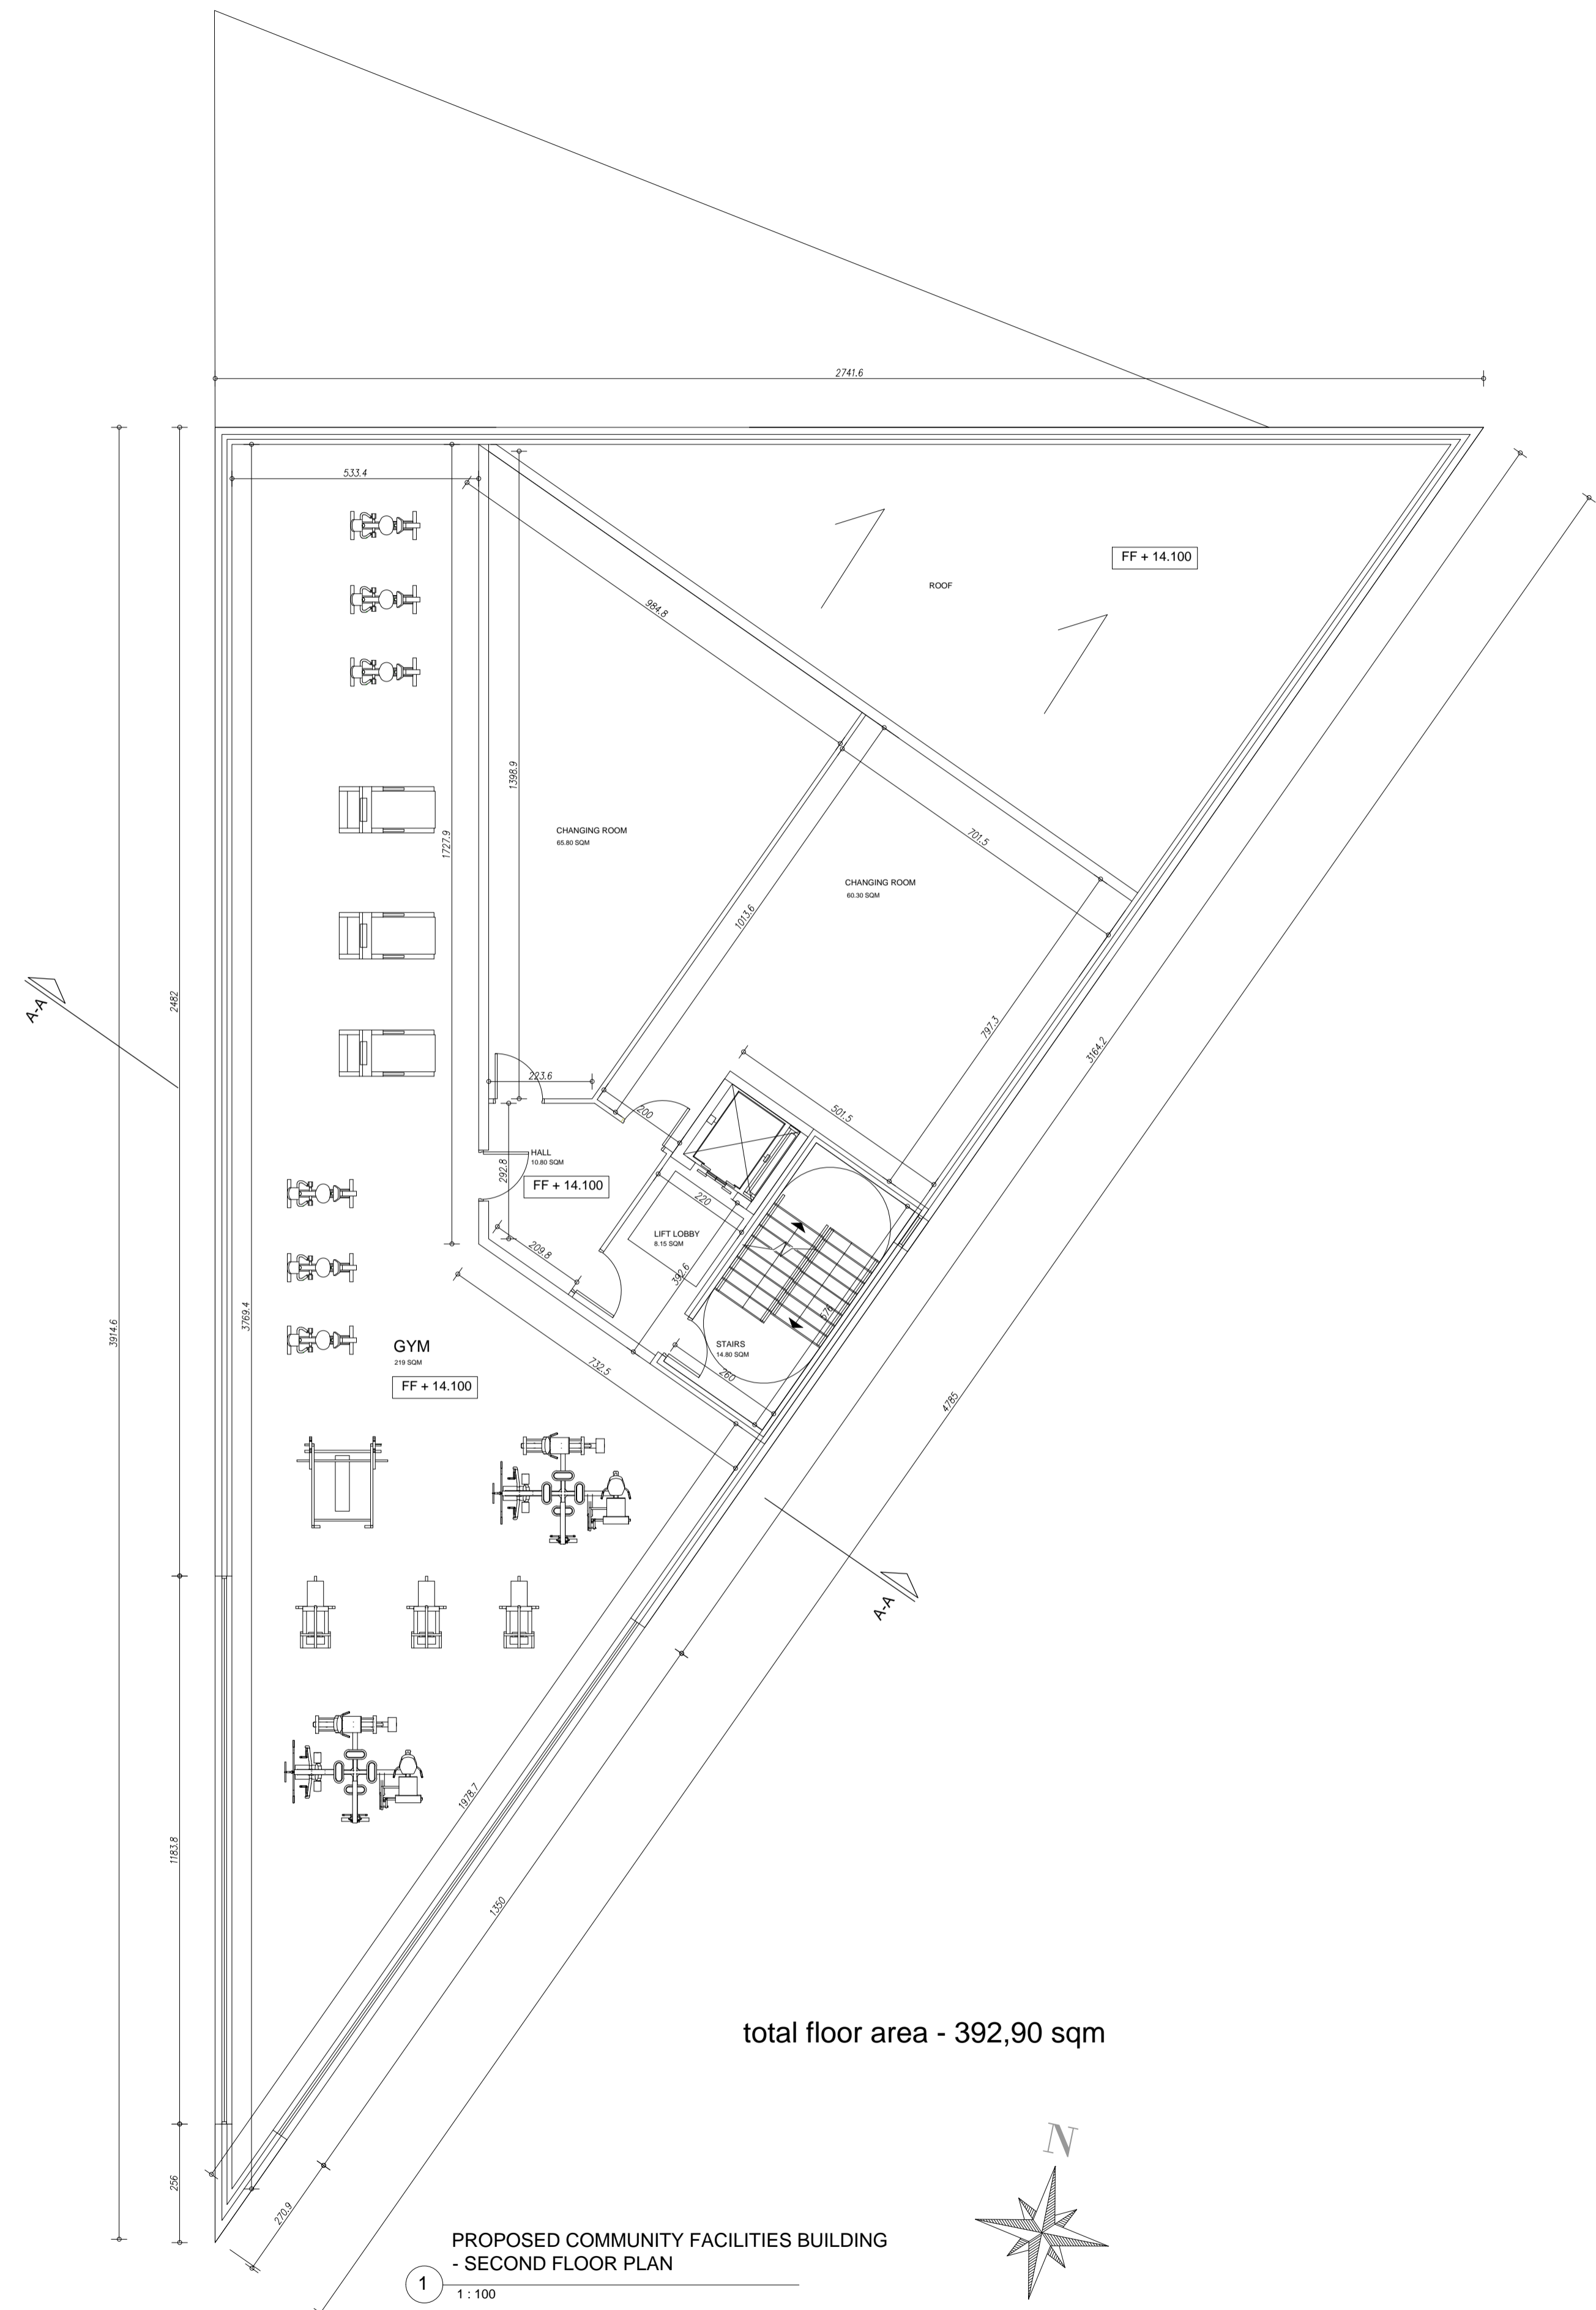 2741.6
533.4
FF + 14.100
ROOF
984.8
1398.9
1727.9
701.5
CHANGING ROOM
65.80 SQM
CHANGING ROOM
60.30 SQM
1013.6
A-A
2482
797.3
3164.2
223.6
200
501.5
HALL
10.80 SQM
292.8
FF + 14.100
220
LIFT LOBBY
8.15 SQM
209.8
392.6
576
3914.6
3769.4
GYM
219 SQM
FF + 14.100
STAIRS
14.80 SQM
260
732.5
4785
A-A
1978.7
1183.8
1350
total floor area - 392,90 sqm
N
256
270.9
PROPOSED COMMUNITY FACILITIES BUILDING
- SECOND FLOOR PLAN
1
1 : 100